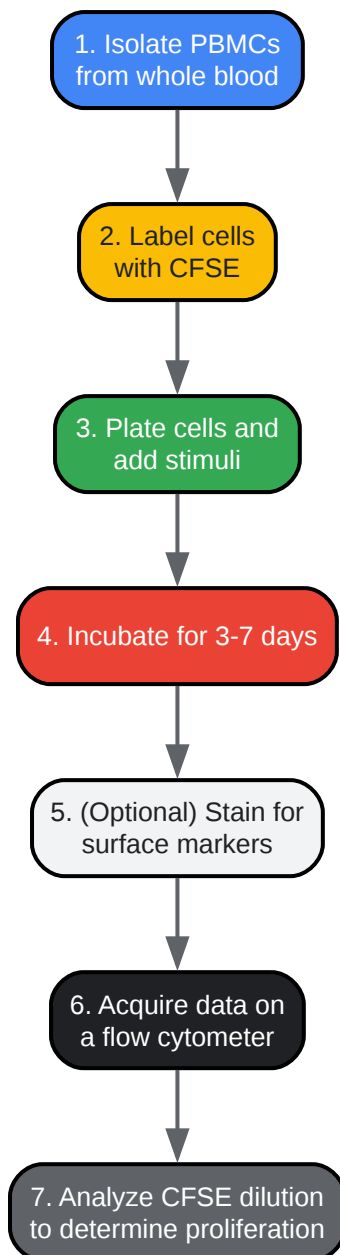 1. Isolate PBMCs
from whole blood
2. Label cells
with CFSE
3. Plate cells and
add stimuli
4. Incubate for 3-7 days
5. (Optional) Stain for
surface markers
6. Acquire data on
a flow cytometer
7. Analyze CFSE dilution
to determine proliferation